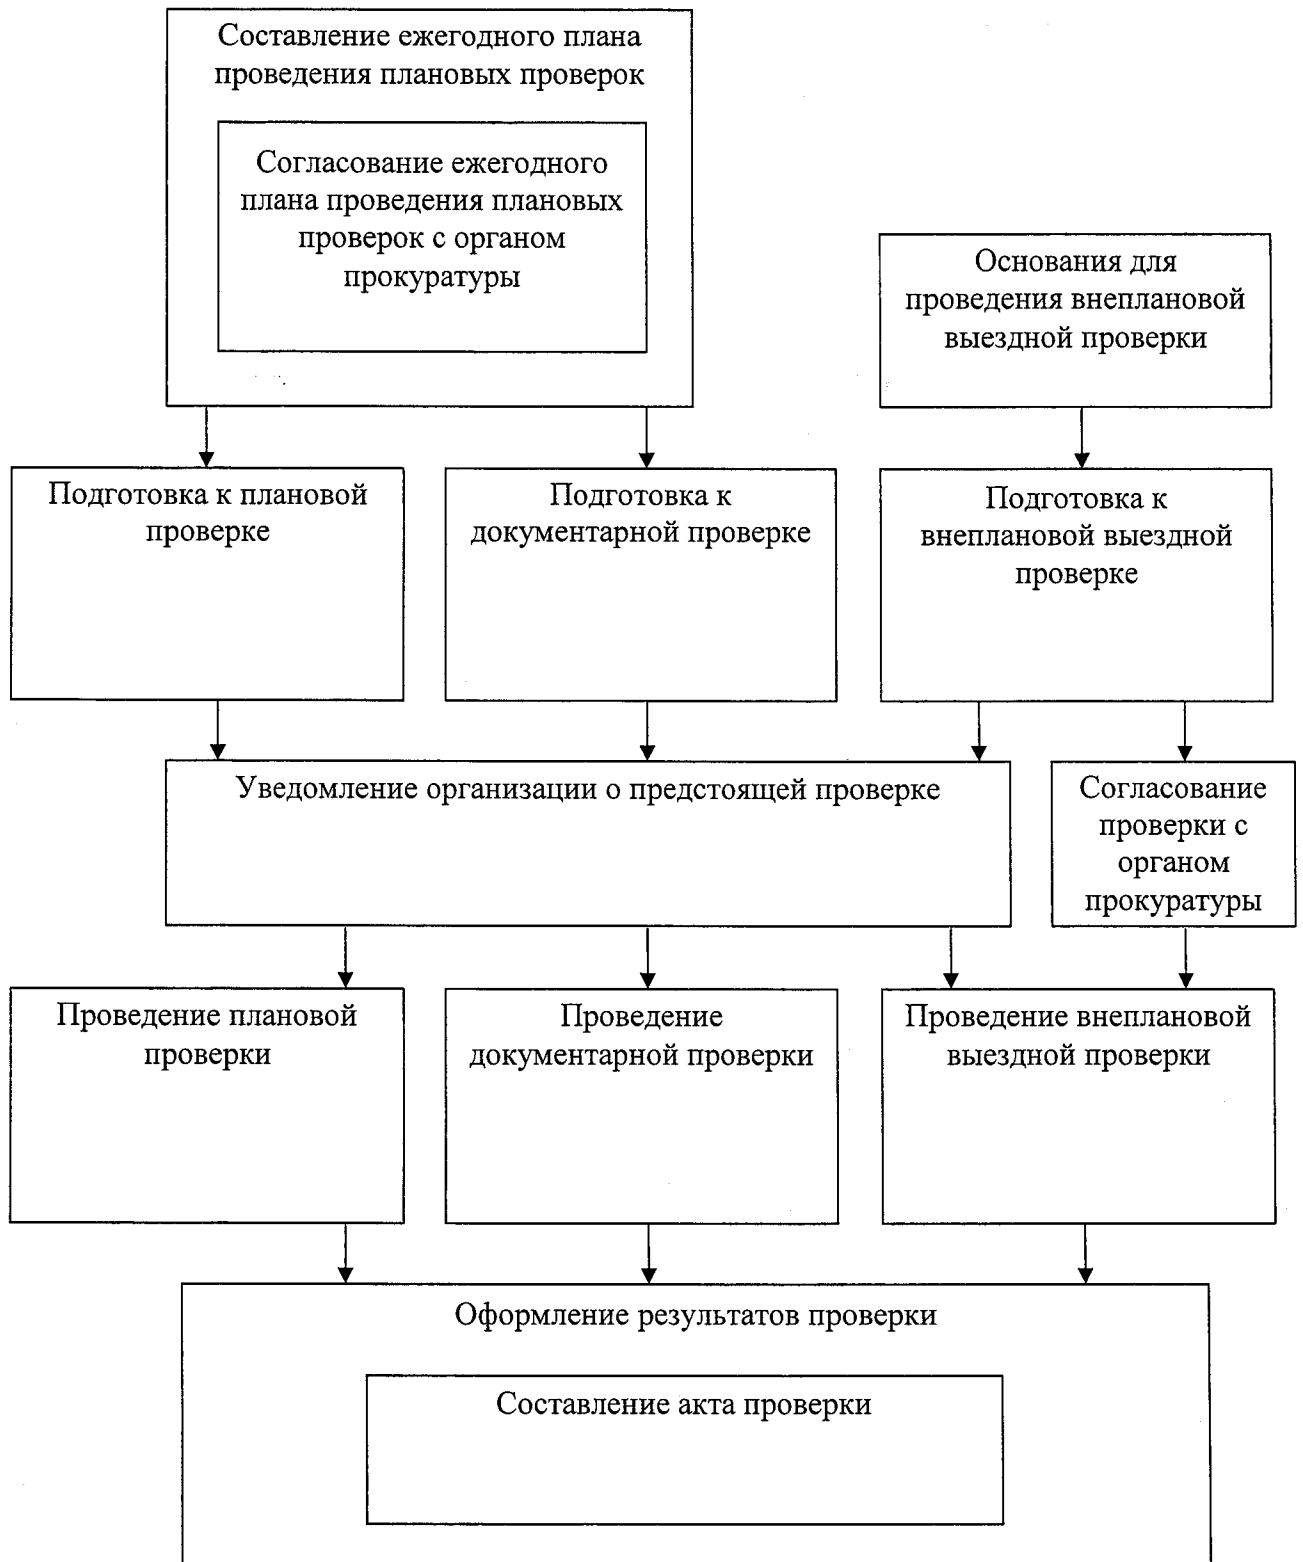 Составление ежегодного плана
проведения плановых проверок
Согласование ежегодного
плана проведения плановых
проверок с органом
прокуратуры
Основания для
проведения внеплановой
выездной проверки
Подготовка к плановой
проверке
Подготовка к
документарной проверке
Подготовка к
внеплановой выездной
проверке
Уведомление организации о предстоящей проверке
Согласование
проверки с
органом
прокуратуры
Проведение плановой
проверки
Проведение
документарной проверки
Проведение внеплановой
выездной проверки
Оформление результатов проверки
Составление акта проверки